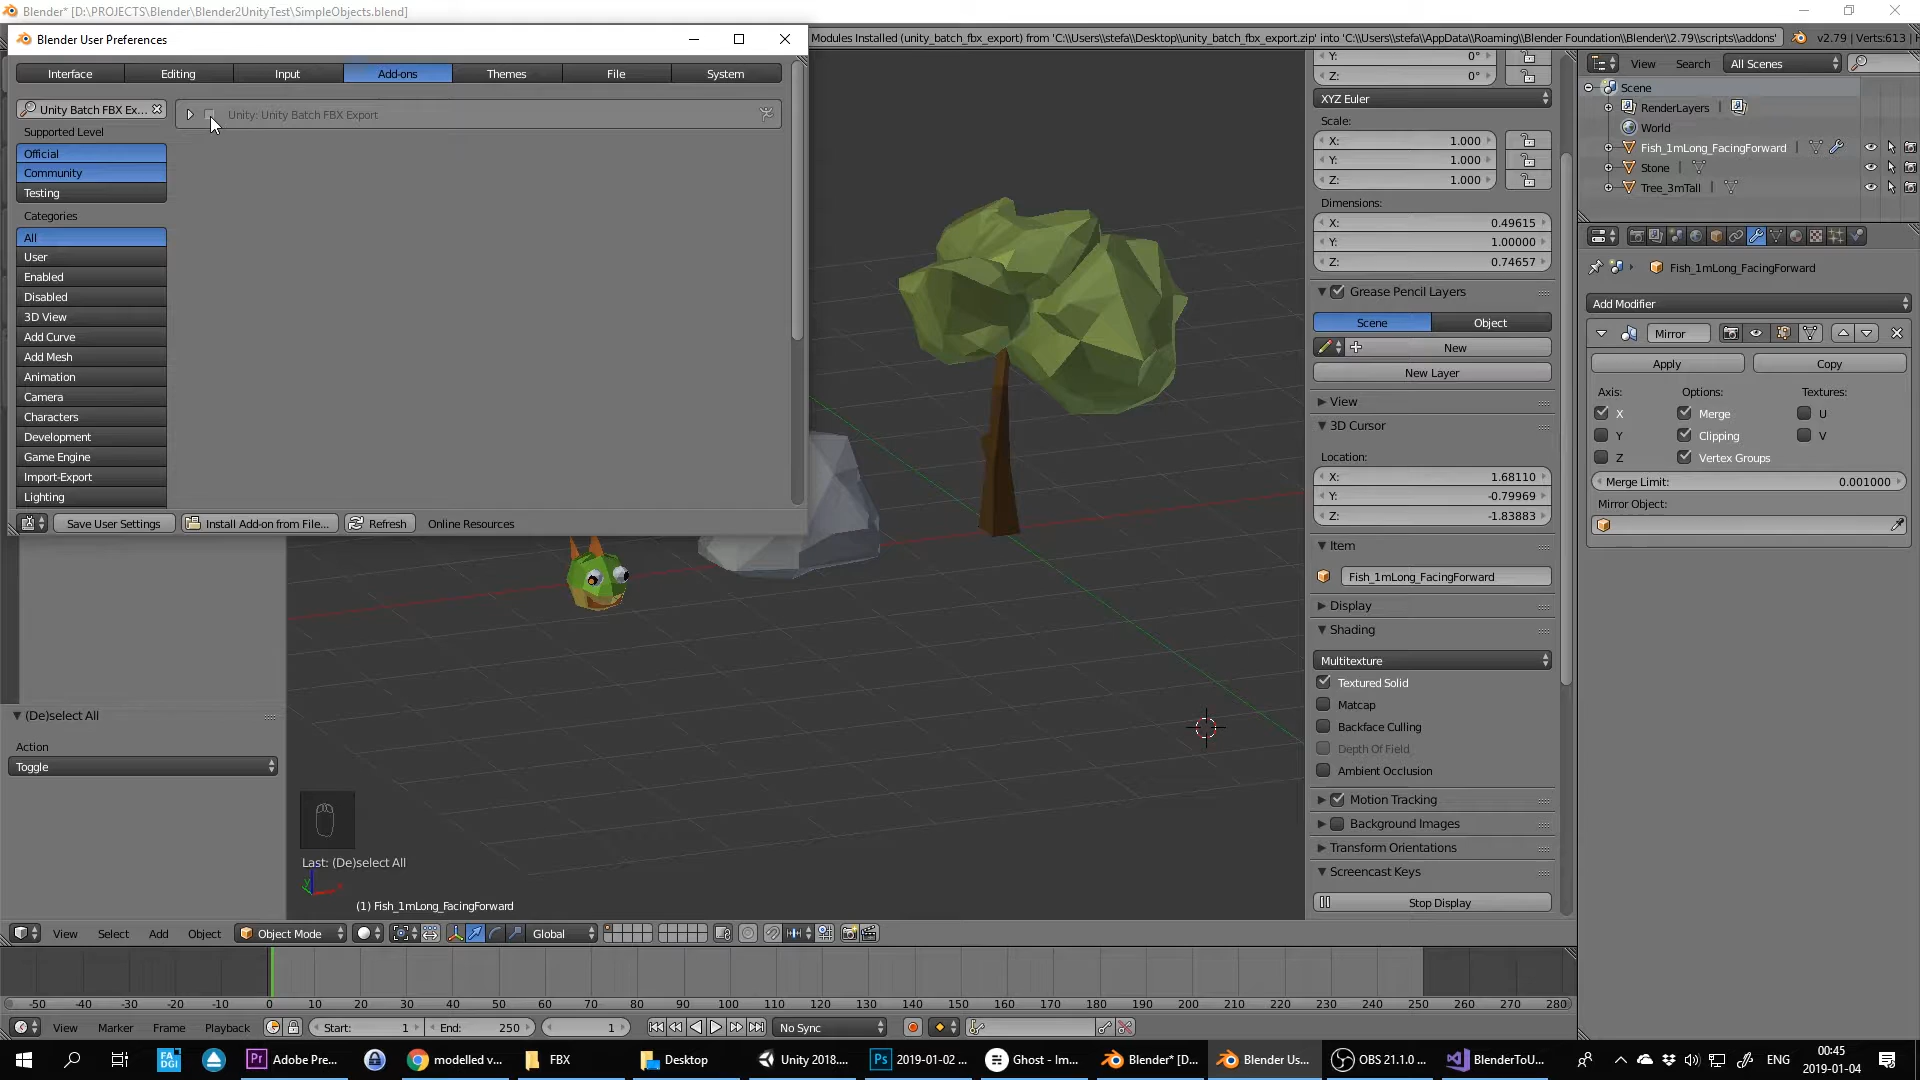 Blender* [D:\PROJECTS\Blender\Blender2UnityTest\SimpleObjects.blend]
Blender User Preferences
Modules Installed (unity_batch_fbx_export) from 'C:\\Users\\stefa\\Desktop\\unity_batch_fbx_export.zip' into 'C:\\Users\\stefa\\AppData\\Roaming\\Blender Foundation\\Blender\\2.79\\scripts\\addons'
v2.79 | Verts:613 |
Interface Editing Input Add-ons Themes File System
Unity Batch FBX Ex...
Unity: Unity Batch FBX Export
Supported Level
Official
Community
Testing
Categories
All
User
Enabled
Disabled
3D View
Add Curve
Add Mesh
Animation
Camera
Characters
Development
Game Engine
Import-Export
Lighting
Save User Settings Install Add-on from File... Refresh Online Resources
(De)select All
Action
Toggle
Last: (De)select All
(1) Fish_1mLong_FacingForward
Y: 0°
Z: 0°
XYZ Euler
Scale:
X: 1.000
Y: 1.000
Z: 1.000
Dimensions:
X: 0.49615
Y: 1.00000
Z: 0.74657
Grease Pencil Layers
Scene Object
New
New Layer
View
3D Cursor
Location:
X: 1.68110
Y: -0.79969
Z: -1.83883
Item
Fish_1mLong_FacingForward
Display
Shading
Multitexture
Textured Solid
Matcap
Backface Culling
Depth Of Field
Ambient Occlusion
Motion Tracking
Background Images
Transform Orientations
Screencast Keys
Stop Display
View Search All Scenes
Scene
RenderLayers
World
Fish_1mLong_FacingForward
Stone
Tree_3mTall
Fish_1mLong_FacingForward
Add Modifier
Mirror
Apply Copy
Axis: Options: Textures:
X Merge U
Y Clipping V
Z Vertex Groups
Merge Limit: 0.001000
Mirror Object:
View Select Add Object Object Mode Global
-50 -40 -30 -20 -10 0 10 20 30 40 50 60 70 80 90 100 110 120 130 140 150 160 170 180 190 200 210 220 230 240 250 260 270 280
View Marker Frame Playback Start: 1 End: 250 1 No Sync
Adobe Pre... modelled v... FBX Desktop Unity 2018.... 2019-01-02 ... Ghost - Im... Blender* [D... Blender Us... OBS 21.1.0 ... BlenderToU... ENG
00:45
2019-01-04